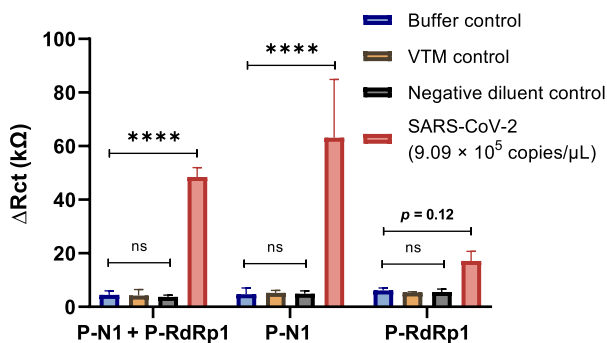 Buffer control
VTM control
Negative diluent control
SARS-CoV-2
(9.09 × 10⁵ copies/µL)
ΔRct (kΩ)
100
80
60
40
20
0
****
ns
****
ns
p = 0.12
ns
P-N1 + P-RdRp1
P-N1
P-RdRp1